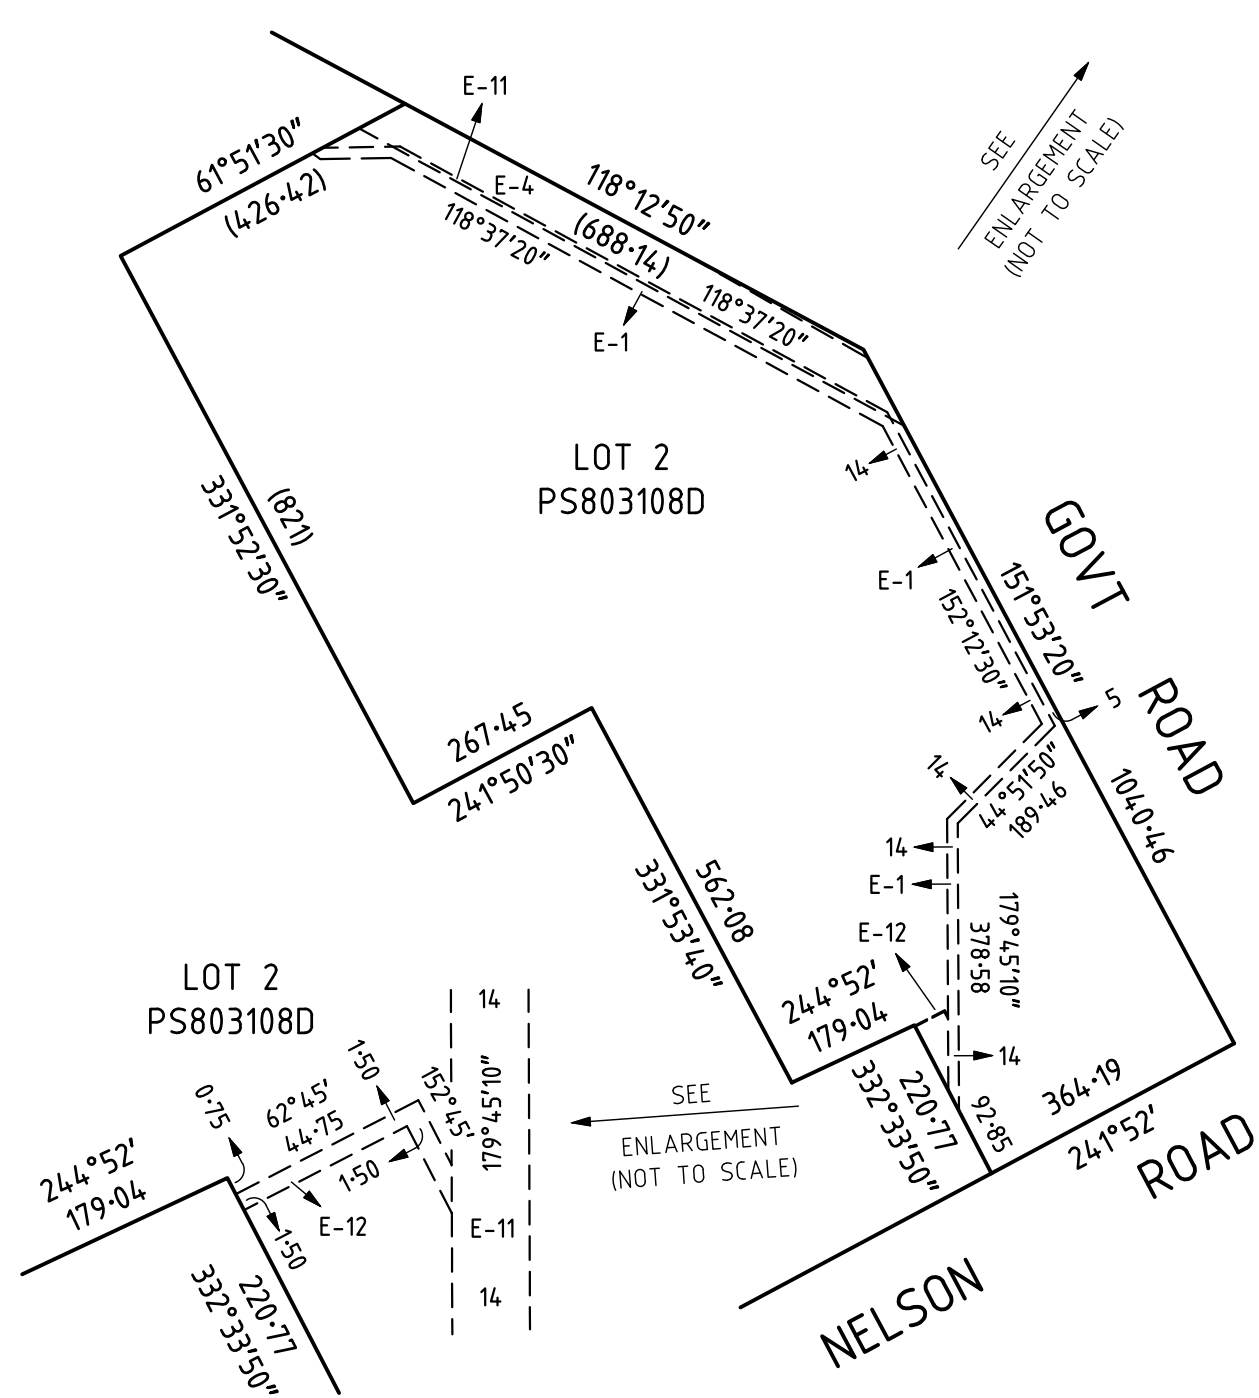 E-11
61°51'30"
(426·42)
E-4
118°12'50"
(688·14)
118°37'20"
118°37'20"
E-1
SEE
ENLARGEMENT
(NOT TO SCALE)
LOT 2
PS803108D
14
E-1
152°12'30"
14
331°52'30"
(821)
GOVT
ROAD
151°53'20"
5
1040·46
267·45
241°50'30"
14
44°51'50"
189·46
14
E-1
E-12
179°45'10"
378·58
562·08
331°53'40"
244°52'
179·04
14
220·77
332°33'50"
92·85
364·19
241°52'
NELSON
ROAD
LOT 2
PS803108D
14
1·50
0·75
62°45'
44·75
152°45'
179°45'10"
SEE
ENLARGEMENT
(NOT TO SCALE)
244°52'
179·04
1·50
E-12
1·50
E-11
14
220·77
332°33'50"